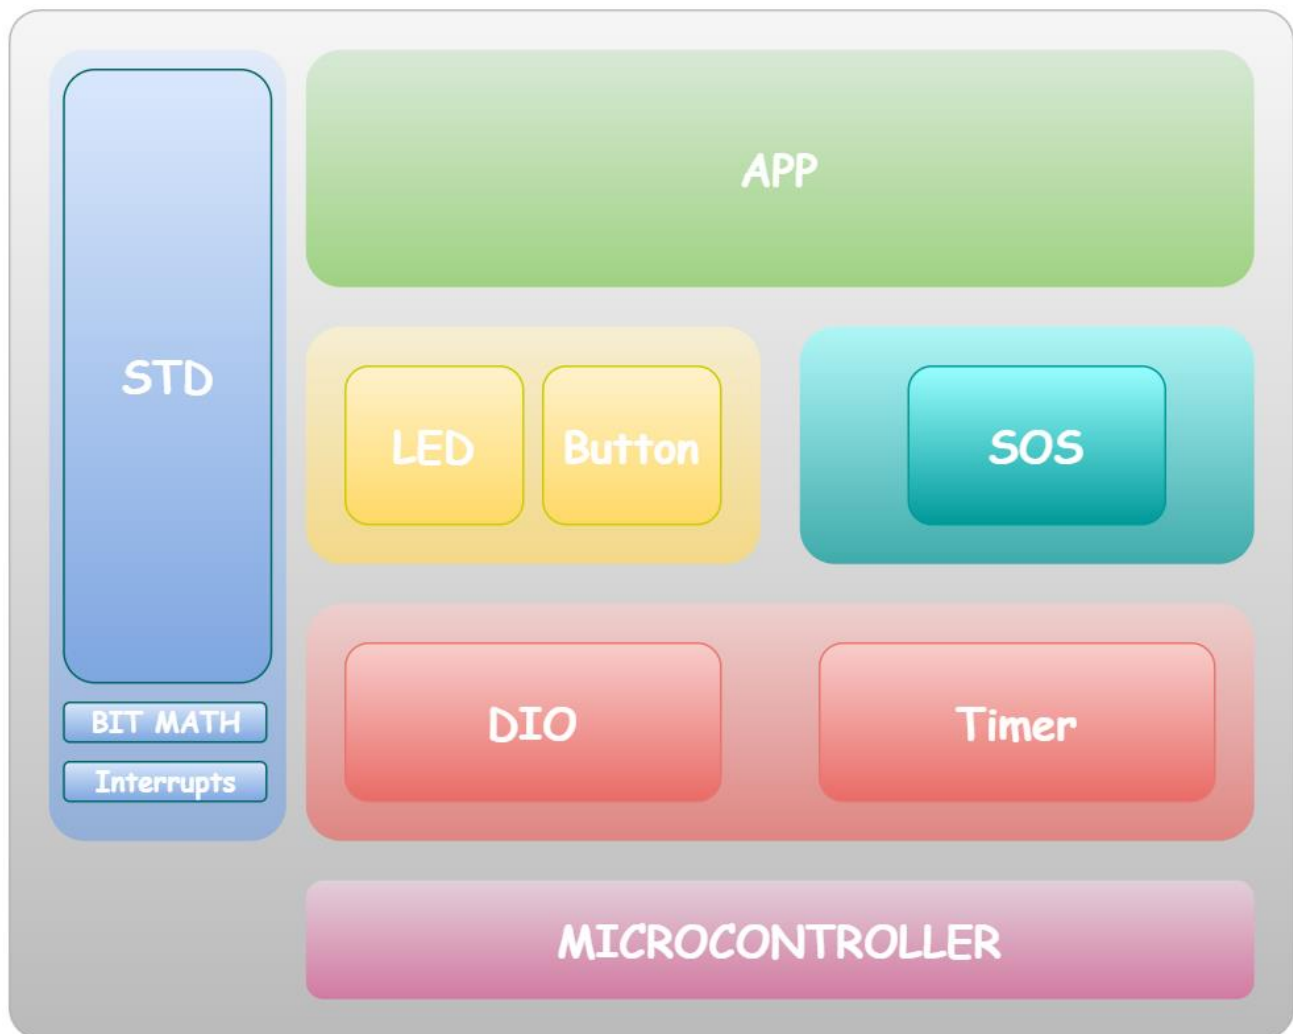 APP
STD
LED
Button
SOS
BIT MATH
Interrupts
DIO
Timer
MICROCONTROLLER